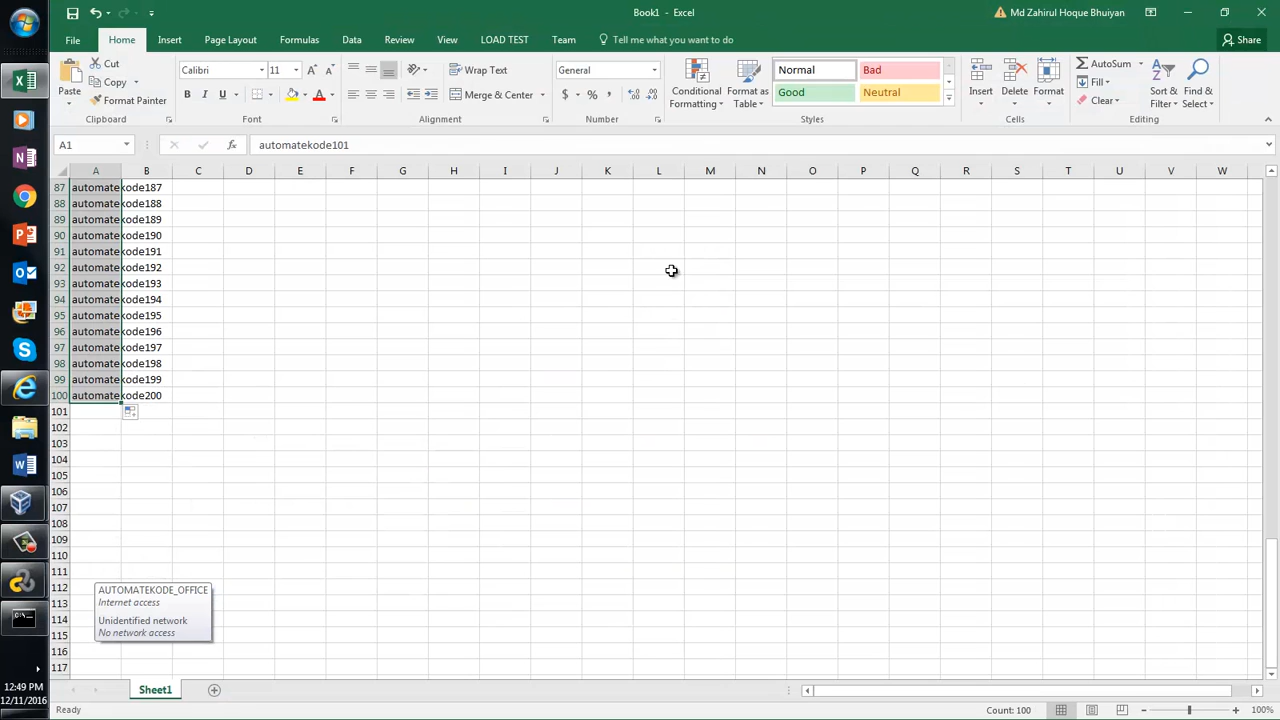 Book1 - Excel
Md Zahirul Hoque Bhuiyan
File Home Insert Page Layout Formulas Data Review View LOAD TEST Team Tell me what you want to do
Share
Paste
Cut
Copy
Format Painter
Clipboard
Calibri 11
B I U
Font
Wrap Text
Merge & Center
Alignment
General
$ % ,
Number
Conditional Formatting
Format as Table
Normal Bad
Good Neutral
Styles
Insert Delete Format
Cells
AutoSum
Fill
Clear
Sort & Filter
Find & Select
Editing
A1 fx automatekode101
A B C D E F G H I J K L M N O P Q R S T U V W
87 automatekode187
88 automatekode188
89 automatekode189
90 automatekode190
91 automatekode191
92 automatekode192
93 automatekode193
94 automatekode194
95 automatekode195
96 automatekode196
97 automatekode197
98 automatekode198
99 automatekode199
100 automatekode200
101
102
103
104
105
106
107
108
109
110
111
112
113
114
115
116
117
AUTOMATEKODE_OFFICE
Internet access
Unidentified network
No network access
12:49 PM
12/11/2016
Sheet1
Ready
Count: 100
100%